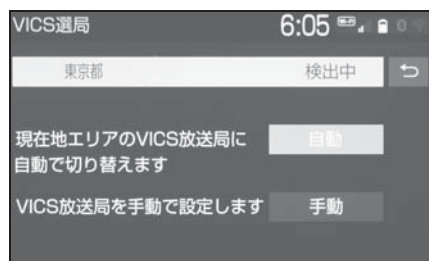 VICS選局
6:05
東京都 検出中
現在地エリアのVICS放送局に
自動で切り替えます
自動
VICS放送局を手動で設定します
手動